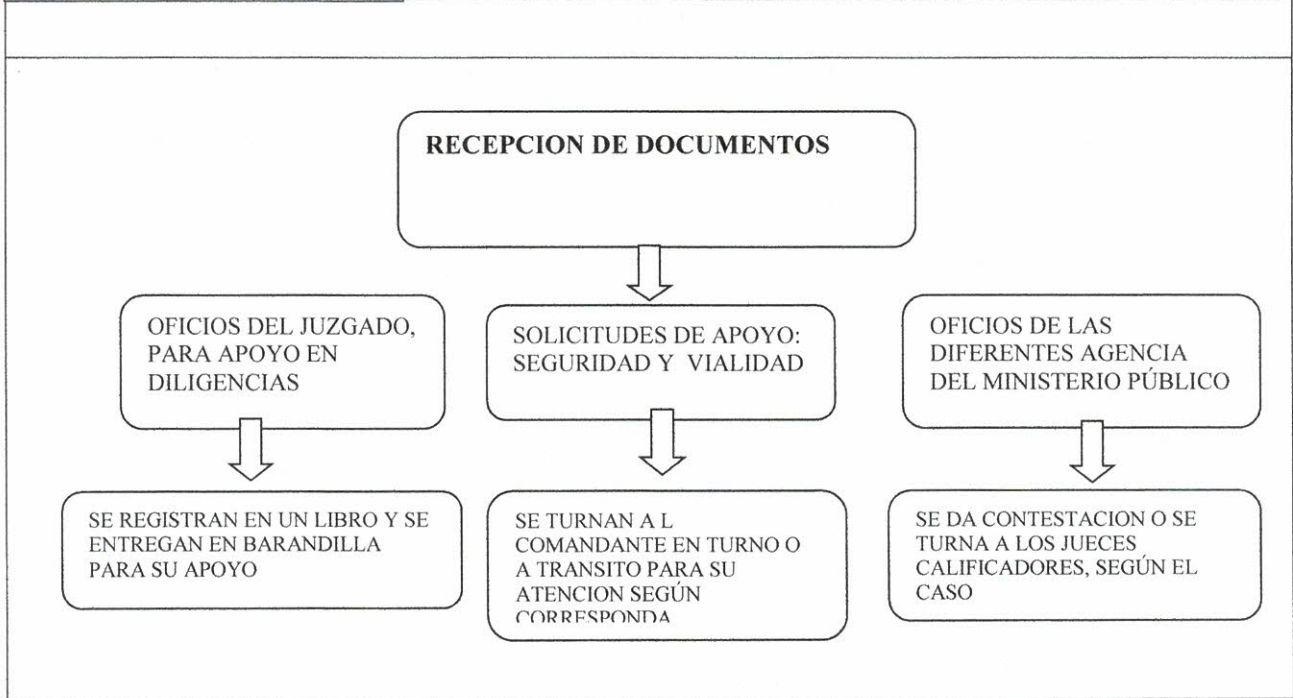 RECEPCION DE DOCUMENTOS
OFICIOS DEL JUZGADO,
PARA APOYO EN
DILIGENCIAS
SOLICITUDES DE APOYO:
SEGURIDAD Y VIALIDAD
OFICIOS DE LAS
DIFERENTES AGENCIA
DEL MINISTERIO PÚBLICO
SE REGISTRAN EN UN LIBRO Y SE
ENTREGAN EN BARANDILLA
PARA SU APOYO
SE TURNAN A L
COMANDANTE EN TURNO O
A TRANSITO PARA SU
ATENCION SEGÚN
CORRESPONDA
SE DA CONTESTACION O SE
TURNA A LOS JUECES
CALIFICADORES, SEGÚN EL
CASO